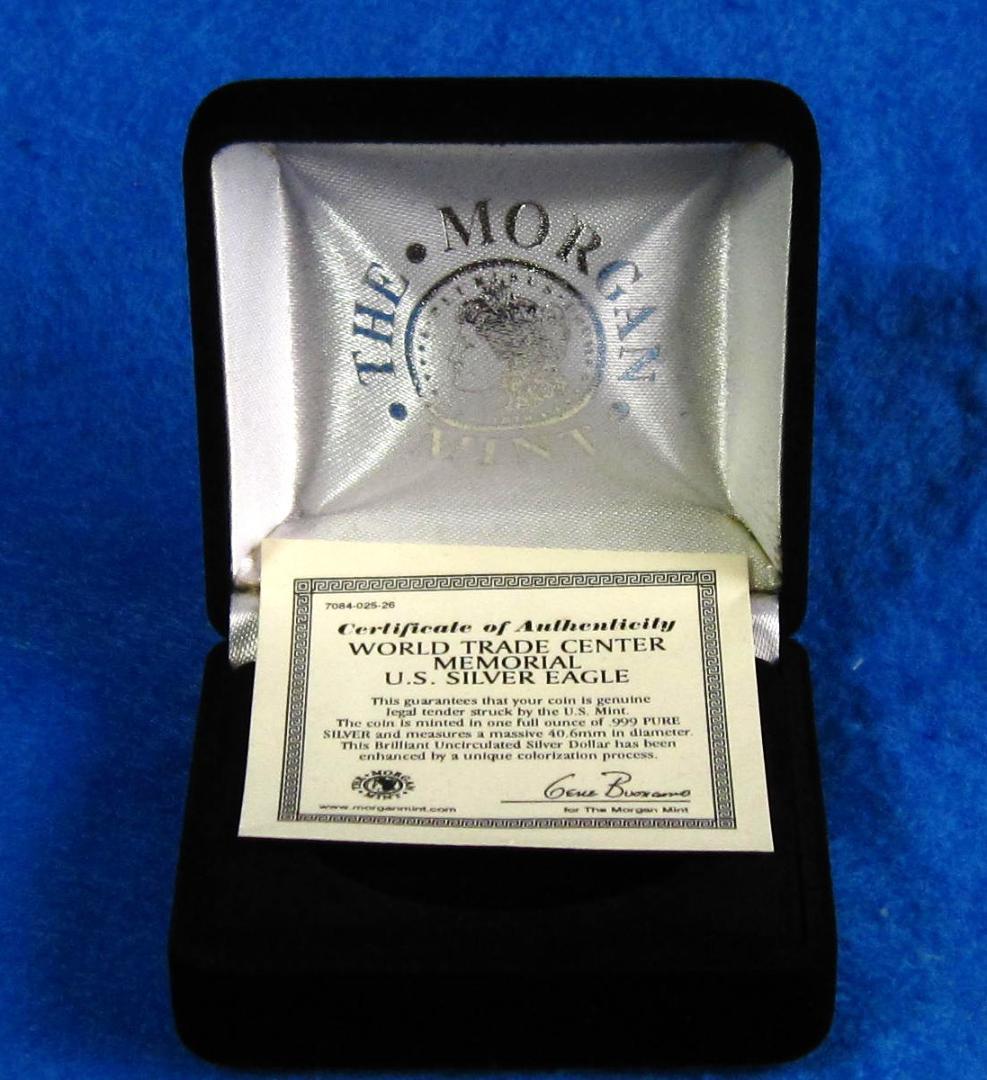 THE • MORGAN
MINT
7084-025-26
Certificate of Authenticity
WORLD TRADE CENTER
MEMORIAL
U.S. SILVER EAGLE
This guarantees that your coin is genuine
legal tender struck by the U.S. Mint.
The coin is minted in one full ounce of .999 PURE
SILVER and measures a massive 40.6mm in diameter.
This Brilliant Uncirculated Silver Dollar has been
enhanced by a unique colorization process.
THE • MORGAN
MINT
www.morganmint.com
for The Morgan Mint